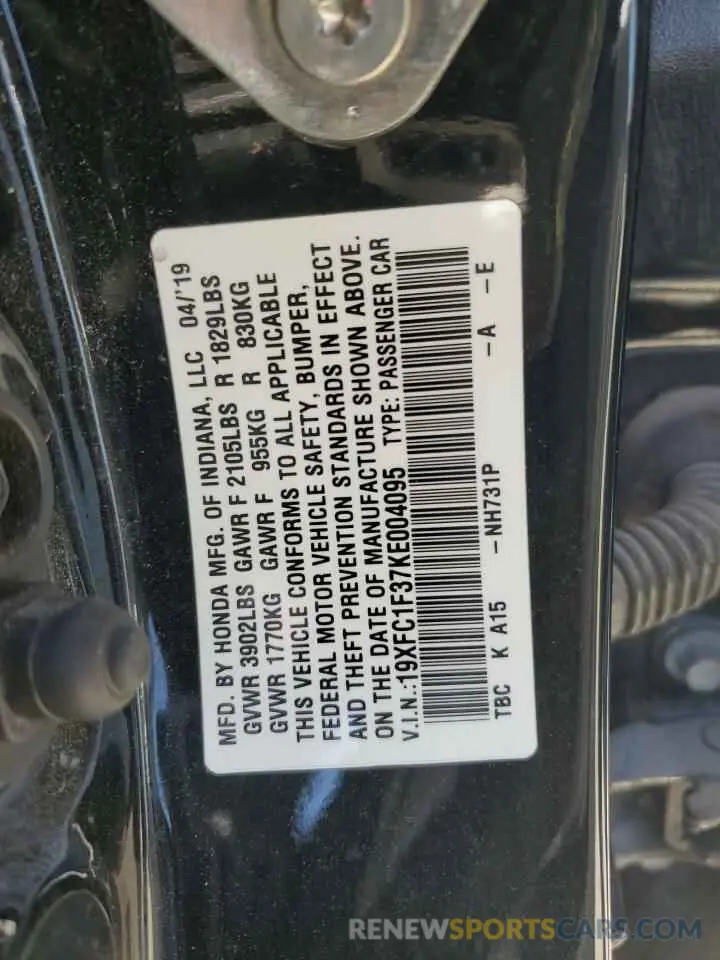 MFD. BY HONDA MFG. OF INDIANA, LLC 04/'19
GVWR 3902LBS GAWR F 2105LBS R 1829LBS
GVWR 1770KG GAWR F 955KG R 830KG
THIS VEHICLE CONFORMS TO ALL APPLICABLE
FEDERAL MOTOR VEHICLE SAFETY, BUMPER,
AND THEFT PREVENTION STANDARDS IN EFFECT
ON THE DATE OF MANUFACTURE SHOWN ABOVE.
V.I.N.:19XFC1F37KE004095 TYPE: PASSENGER CAR
TBC K A15 -NH731P -A -E
RENEWSPORTSCARS.COM